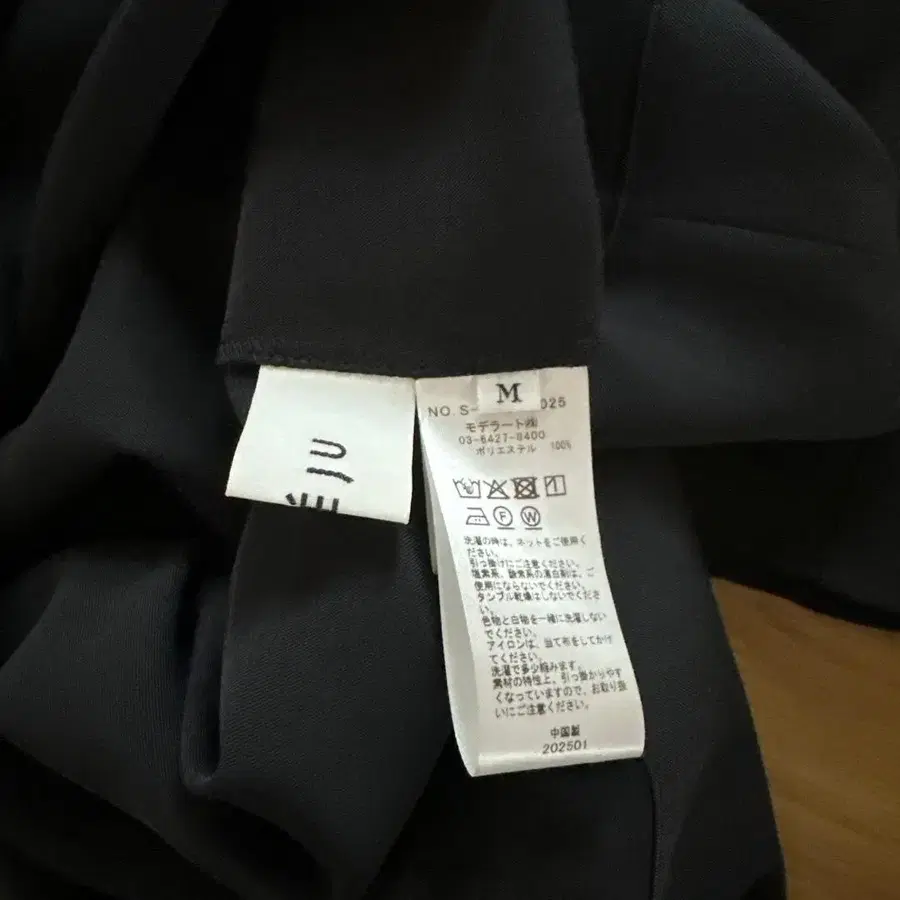 M
NO. S- 025
モデラート㈱
03-6427-8400
ポリエステル 100%
F W
洗濯の時は、ネットをご使用く
ださい。
引っ掛けにご注意ください。
塩素系、酸素系の漂白剤は、ご
使用にならないでください。
タンブル乾燥はしないでくださ
い。
色物と白物を一緒に洗濯しない
でください。
アイロンは、当て布をしてかけ
てください。
洗濯で多少縮みます。
素材の特性上、引っ掛かりやす
くなっていますので、お取り扱
いにご注意ください。
中国製
202501